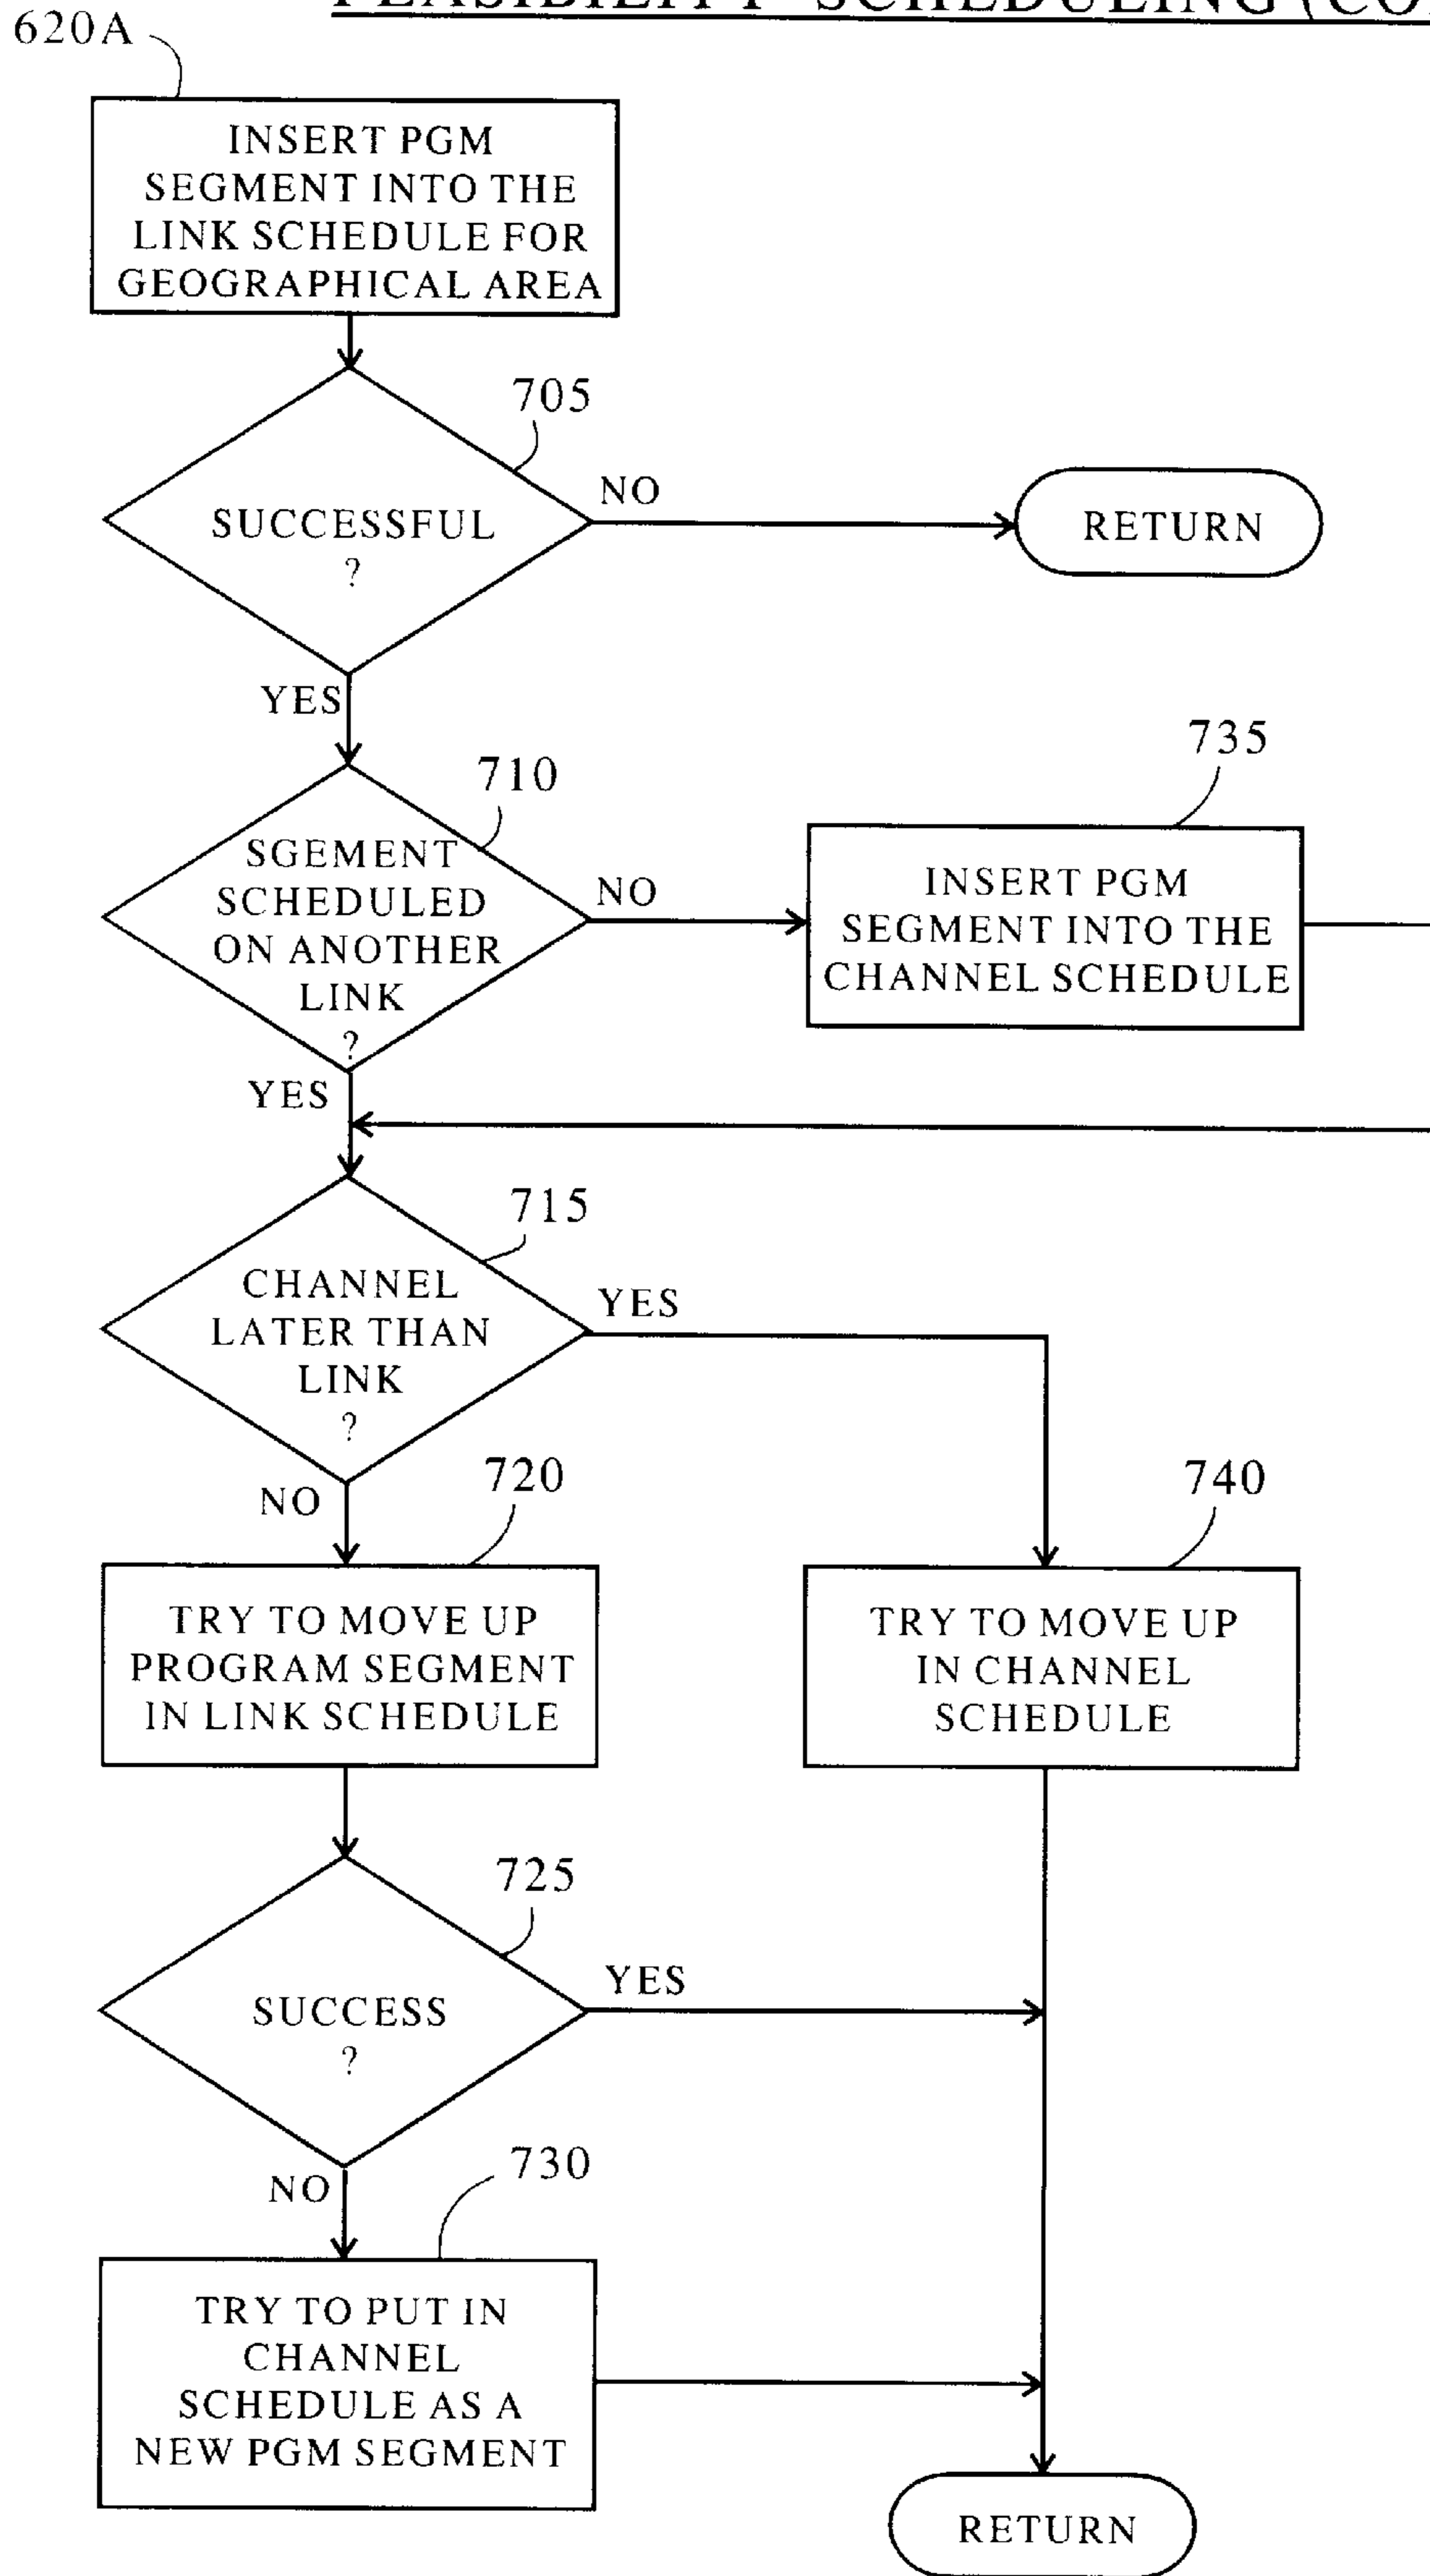 FEASIBILITY SCHEDULING (CO
620A
INSERT PGM
SEGMENT INTO THE
LINK SCHEDULE FOR
GEOGRAPHICAL AREA
705
SUCCESSFUL
?
NO
RETURN
YES
710
SGEMENT
SCHEDULED
ON ANOTHER
LINK
?
NO
735
INSERT PGM
SEGMENT INTO THE
CHANNEL SCHEDULE
YES
715
CHANNEL
LATER THAN
LINK
?
YES
NO
720
TRY TO MOVE UP
PROGRAM SEGMENT
IN LINK SCHEDULE
740
TRY TO MOVE UP
IN CHANNEL
SCHEDULE
725
SUCCESS
?
YES
NO
730
TRY TO PUT IN
CHANNEL
SCHEDULE AS A
NEW PGM SEGMENT
RETURN